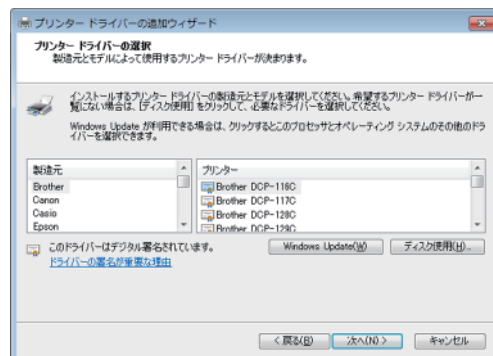 プリンター ドライバーの追加ウィザード
プリンター ドライバーの選択
製造元とモデルによって使用するプリンター ドライバーが決まります。
インストールするプリンター ドライバーの製造元とモデルを選択してください。希望するプリンター ドライバーが一
覧にない場合は、[ディスク使用] をクリックして、必要なドライバーを選択してください。
Windows Update が利用できる場合は、クリックするとこのプロセッサとオペレーティング システムのその他のドラ
イバーを選択できます。
製造元
プリンター
Brother
Brother DCP-116C
Canon
Brother DCP-117C
Casio
Brother DCP-128C
Epson
Brother DCP-129C
このドライバーはデジタル署名されています。
Windows Update(W)
ディスク使用(H)...
ドライバーの署名が重要な理由
< 戻る(B)
次へ(N) >
キャンセル